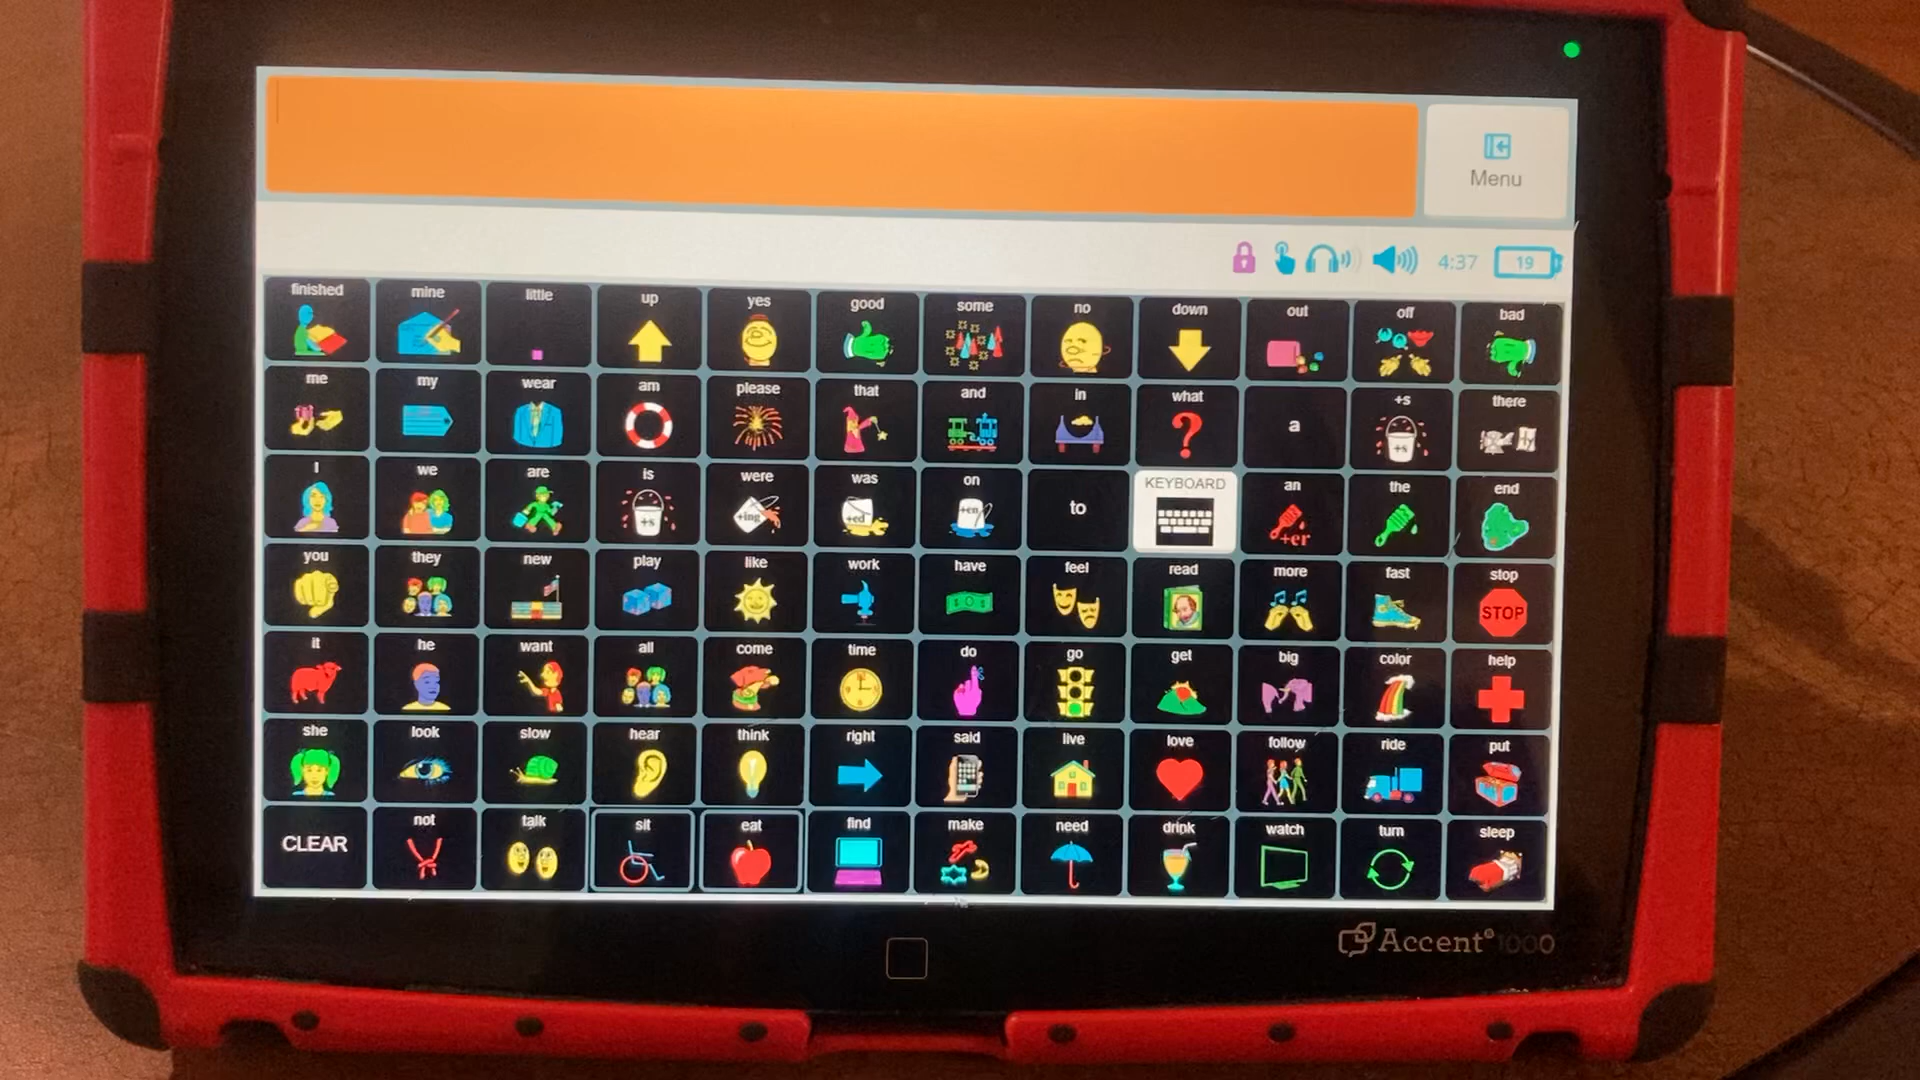 Menu
4:37 19
finished mine little up yes good some no down out off bad
me my wear am please that and in what a +s there
+s
I we are is were was on to KEYBOARD an the end
+s +ing +ed +en +er
you they new play like work have feel read more fast stop
STOP
it he want all come time do go get big color help
she look slow hear think right said live love follow ride put
CLEAR not talk sit eat find make need drink watch turn sleep
Accent 1000